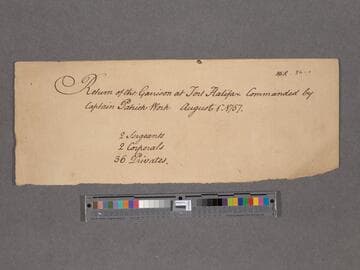 Return of the Garrison at Fort Halifax Commanded by
Captain Patrick Work August 1st 1757.
2 Sergeants
2 Corporals
36 Privates.